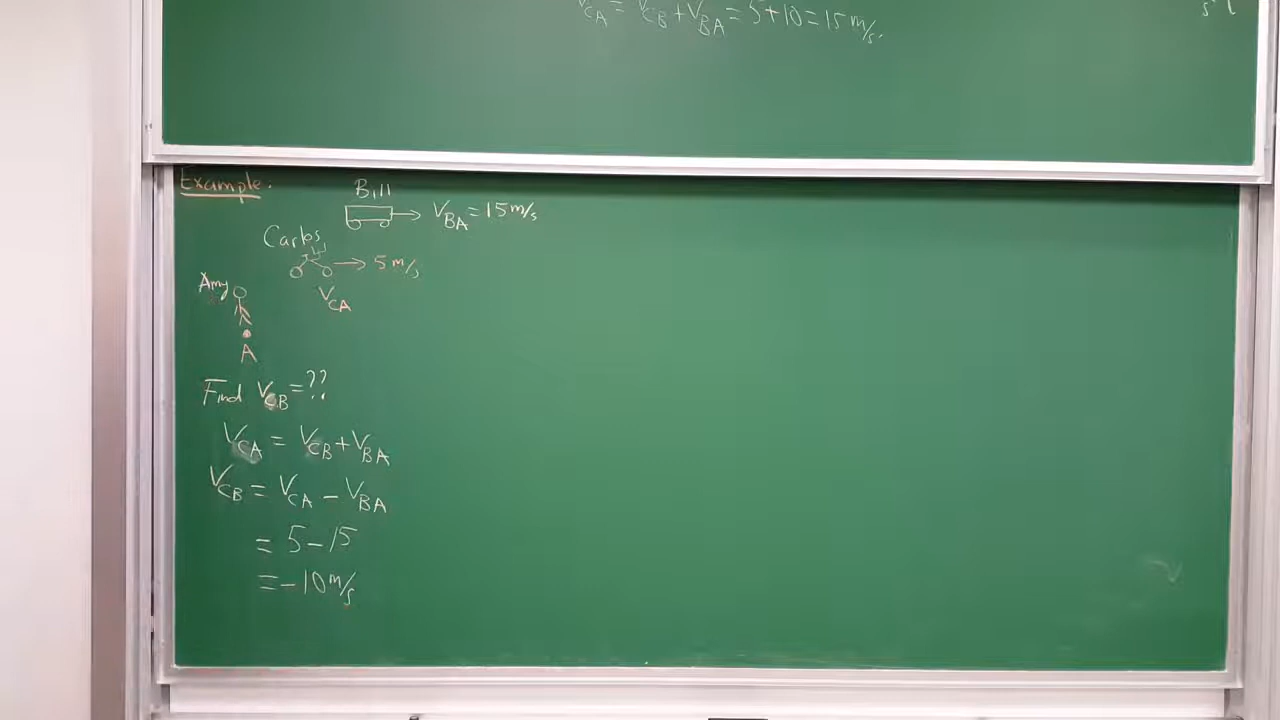 V_CA = V_CB + V_BA = 5 + 10 = 15 m/s.
Example:
Bill
V_BA = 15 m/s
Carlos
5 m/s
Amy
V_CA
A
Find V_CB = ??
V_CA = V_CB + V_BA
V_CB = V_CA - V_BA
= 5 - 15
= - 10 m/s